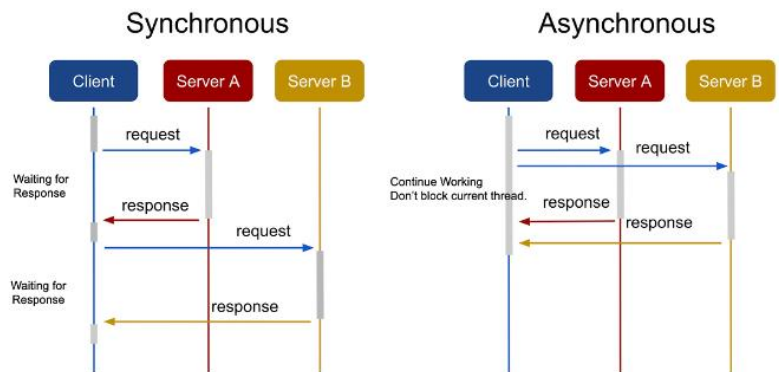 Synchronous
Client
Server A
Server B
request
Waiting for
Response
response
request
Waiting for
Response
response
Asynchronous
Client
Server A
Server B
request
request
Continue Working
Don't block current thread.
response
response